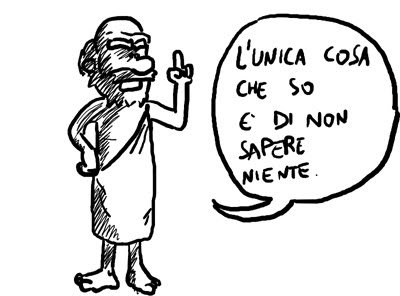 L'UNICA COSA
CHE SO
E' DI NON
SAPERE
NIENTE.